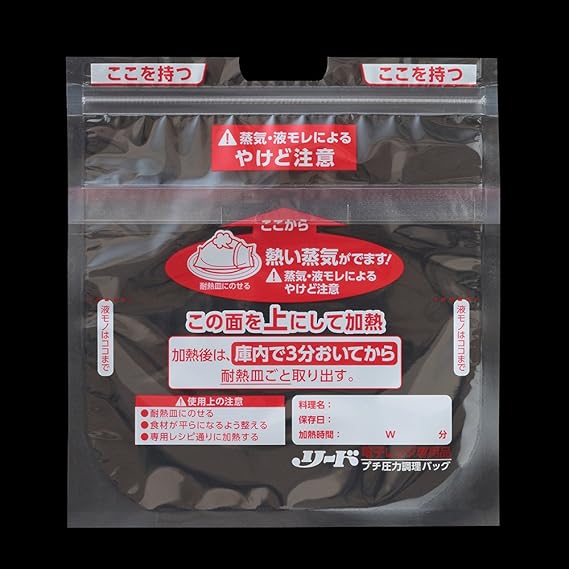 ここを持つ
ここを持つ
蒸気・液モレによる
やけど注意
ここから
熱い蒸気がでます!
蒸気・液モレによる
やけど注意
耐熱皿にのせる
液モノはココまで
液モノはココまで
この面を上にして加熱
加熱後は、庫内で3分おいてから
耐熱皿ごと取り出す。
使用上の注意
●耐熱皿にのせる
●食材が平らになるよう整える
●専用レシピ通りに加熱する
料理名:
保存日:
加熱時間: W 分
リード
プチ圧力調理バッグ